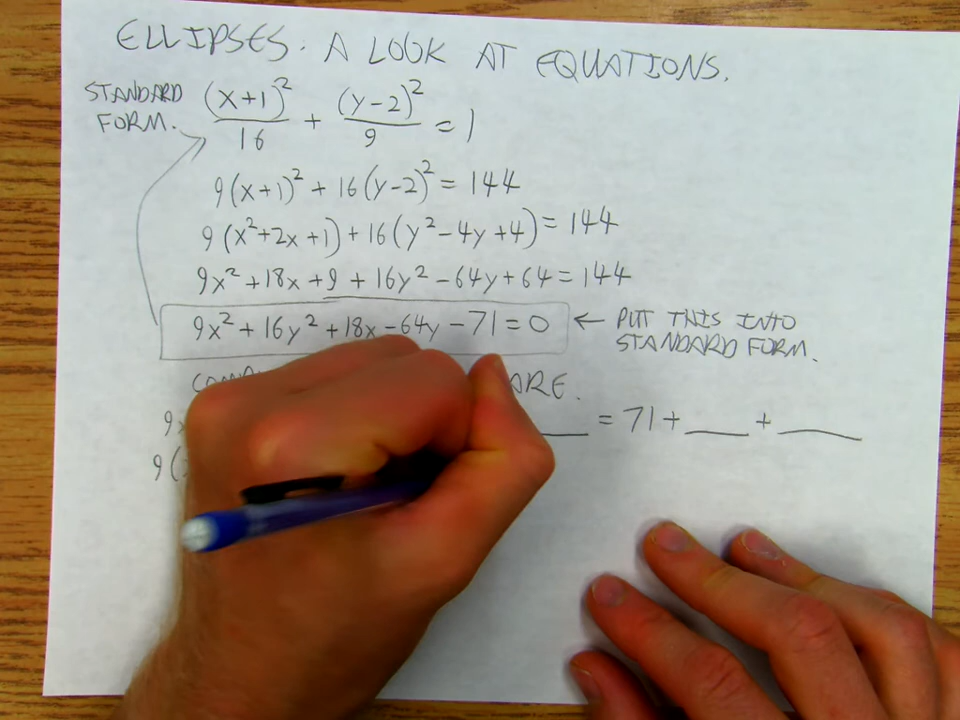 ELLIPSES: A LOOK AT EQUATIONS.
STANDARD FORM.
(x+1)²/16 + (y-2)²/9 = 1
9(x+1)² + 16(y-2)² = 144
9(x²+2x+1) + 16(y²-4y+4) = 144
9x² + 18x + 9 + 16y² - 64y + 64 = 144
9x² + 16y² + 18x - 64y - 71 = 0 ← PUT THIS INTO
STANDARD FORM.
= 71 + ___ + ___
9(